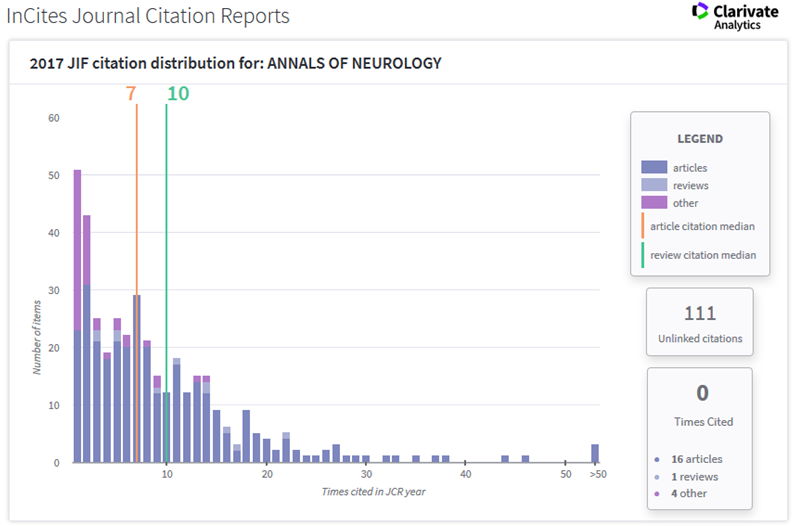 InCites Journal Citation Reports
Clarivate
Analytics
2017 JIF citation distribution for: ANNALS OF NEUROLOGY
7
10
60
50
40
30
20
10
0
Number of items
10
20
30
40
50
>50
Times cited in JCR year
LEGEND
articles
reviews
other
article citation median
review citation median
111
Unlinked citations
0
Times Cited
16 articles
1 reviews
4 other